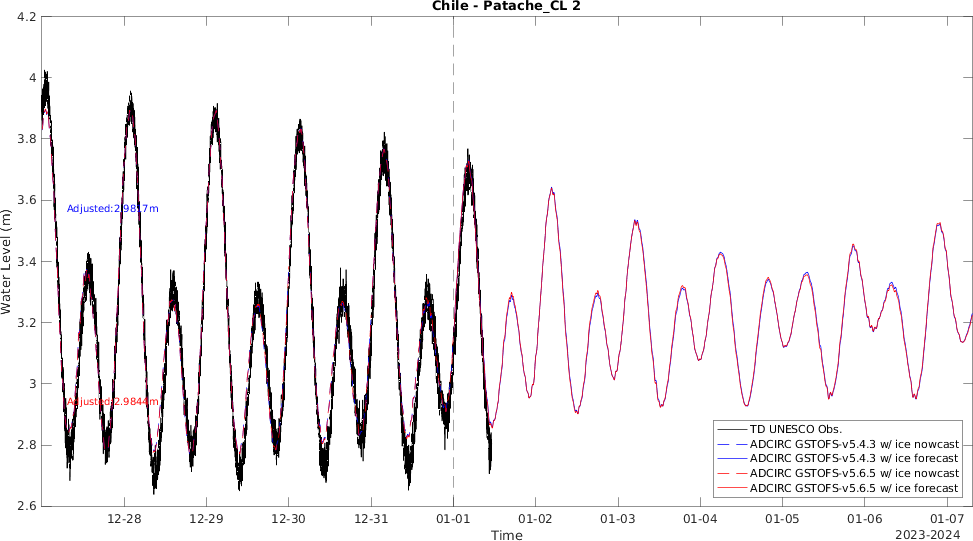 Chile - Patache_CL 2
4.2
4
3.8
3.6
3.4
3.2
3
2.8
2.6
Water Level (m)
Adjusted:2.9844m
TD UNESCO Obs.
ADCIRC GSTOFS-v5.4.3 w/ ice nowcast
ADCIRC GSTOFS-v5.4.3 w/ ice forecast
ADCIRC GSTOFS-v5.6.5 w/ ice nowcast
ADCIRC GSTOFS-v5.6.5 w/ ice forecast
12-28 12-29 12-30 12-31 01-01 01-02 01-03 01-04 01-05 01-06 01-07
Time
2023-2024